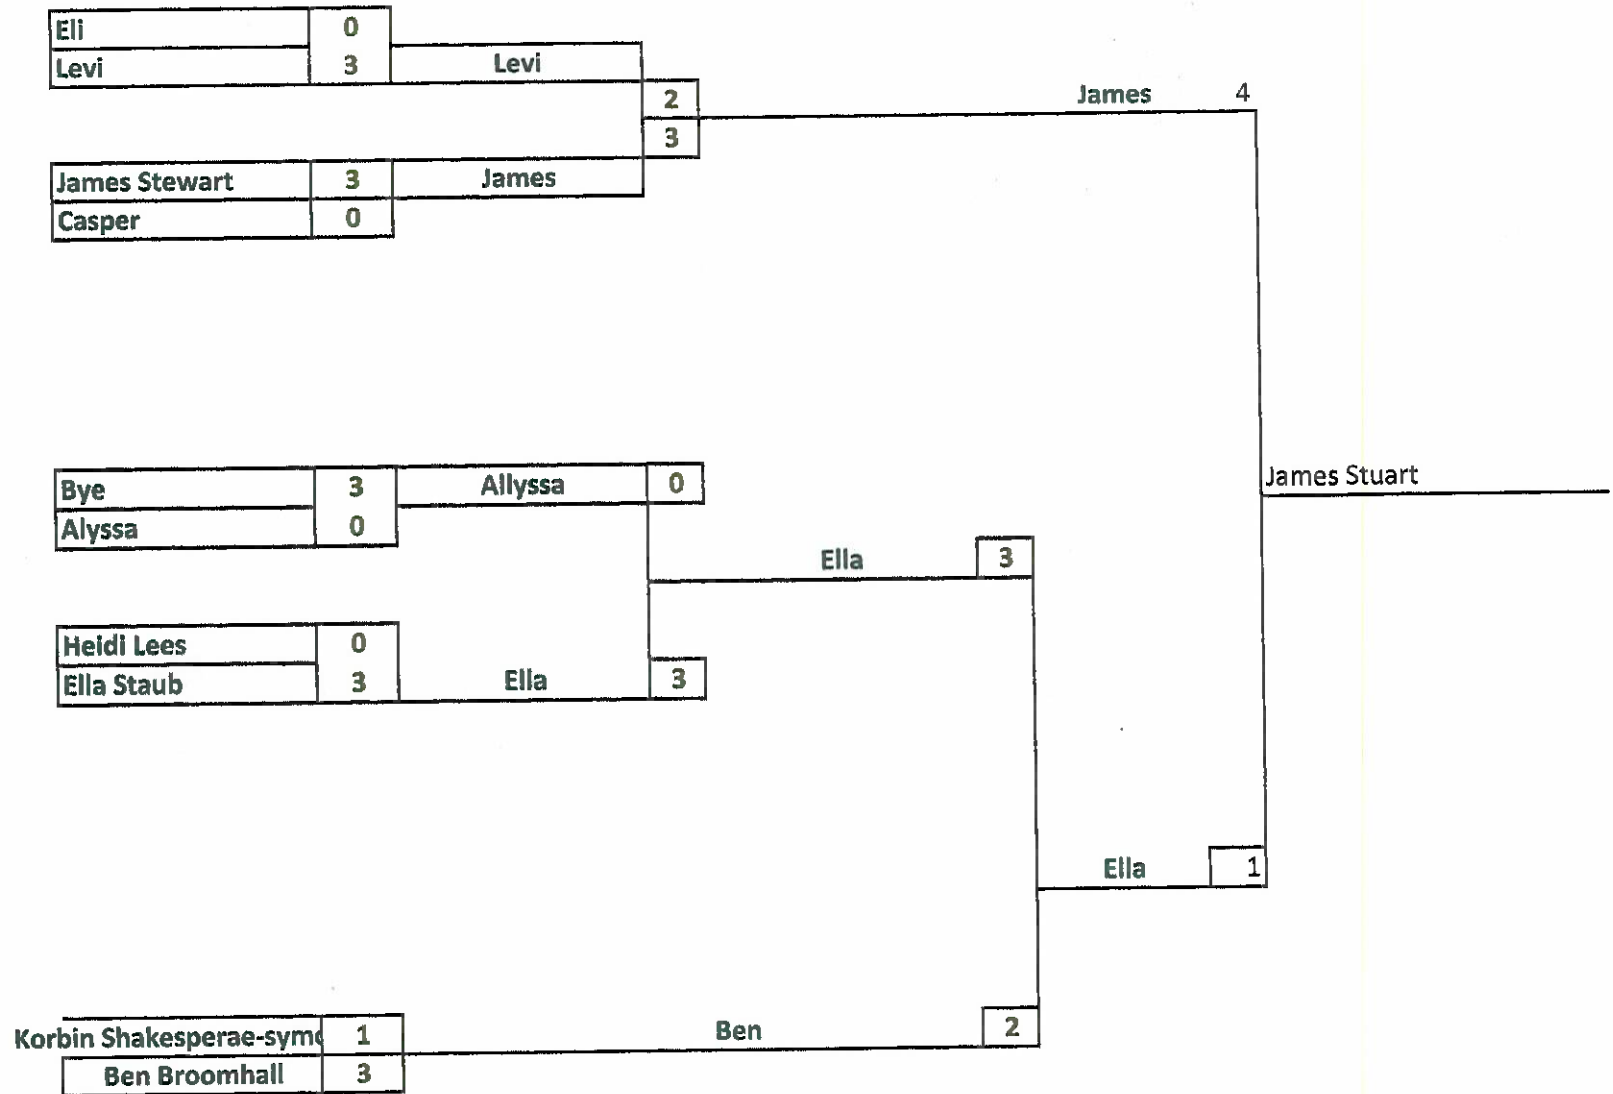 Eli 0
Levi 3 Levi
2
James 4
3
James Stewart 3 James
Casper 0
Bye 3 Allyssa 0
James Stuart
Alyssa 0
Ella 3
Heidi Lees 0
Ella Staub 3 Ella 3
Ella 1
Korbin Shakesperae-sym 1
Ben 2
Ben Broomhall 3